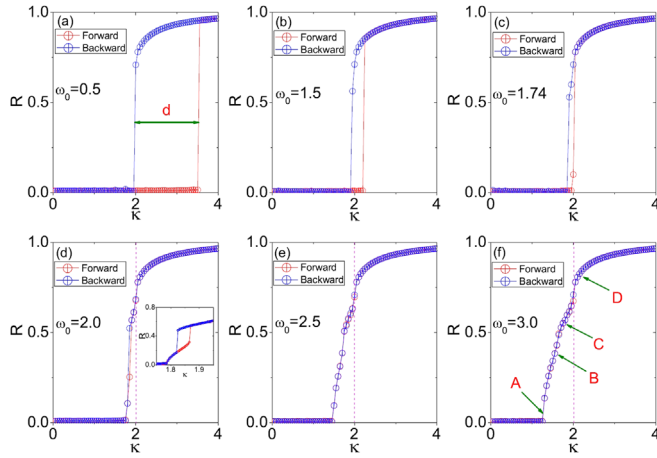 (a)
Forward
Backward
ω0=0.5
d
R
1.0
0.5
0.0
0 2 4
κ
(b)
Forward
Backward
ω0=1.5
R
1.0
0.5
0.0
0 2 4
κ
(c)
Forward
Backward
ω0=1.74
R
1.0
0.5
0.0
0 2 4
κ
(d)
Forward
Backward
ω0=2.0
R
1.0
0.5
0.0
0 2 4
κ
0.8
0.4
0.0
R
1.8 1.9
κ
(e)
Forward
Backward
ω0=2.5
R
1.0
0.5
0.0
0 2 4
κ
(f)
Forward
Backward
ω0=3.0
D
C
B
A
R
1.0
0.5
0.0
0 2 4
κ